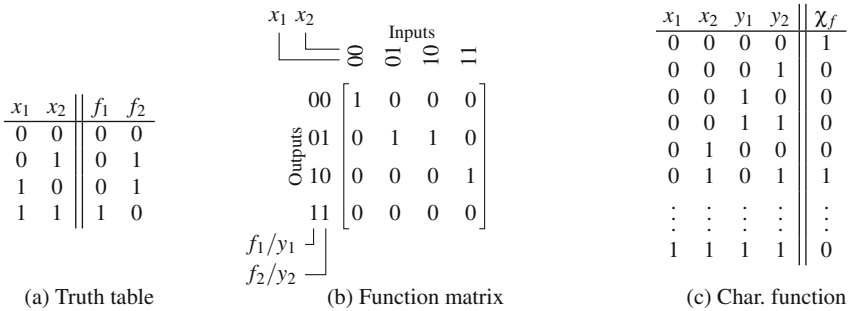 x1 x2 f1 f2
0 0 0 0
0 1 0 1
1 0 0 1
1 1 1 0
(a) Truth table
x1 x2
Inputs
00 01 10 11
Outputs
00 1 0 0 0
01 0 1 1 0
10 0 0 0 1
11 0 0 0 0
f1/y1
f2/y2
(b) Function matrix
x1 x2 y1 y2 χf
0 0 0 0 1
0 0 0 1 0
0 0 1 0 0
0 0 1 1 0
0 1 0 0 0
0 1 0 1 1
⋮ ⋮ ⋮ ⋮ ⋮
1 1 1 1 0
(c) Char. function